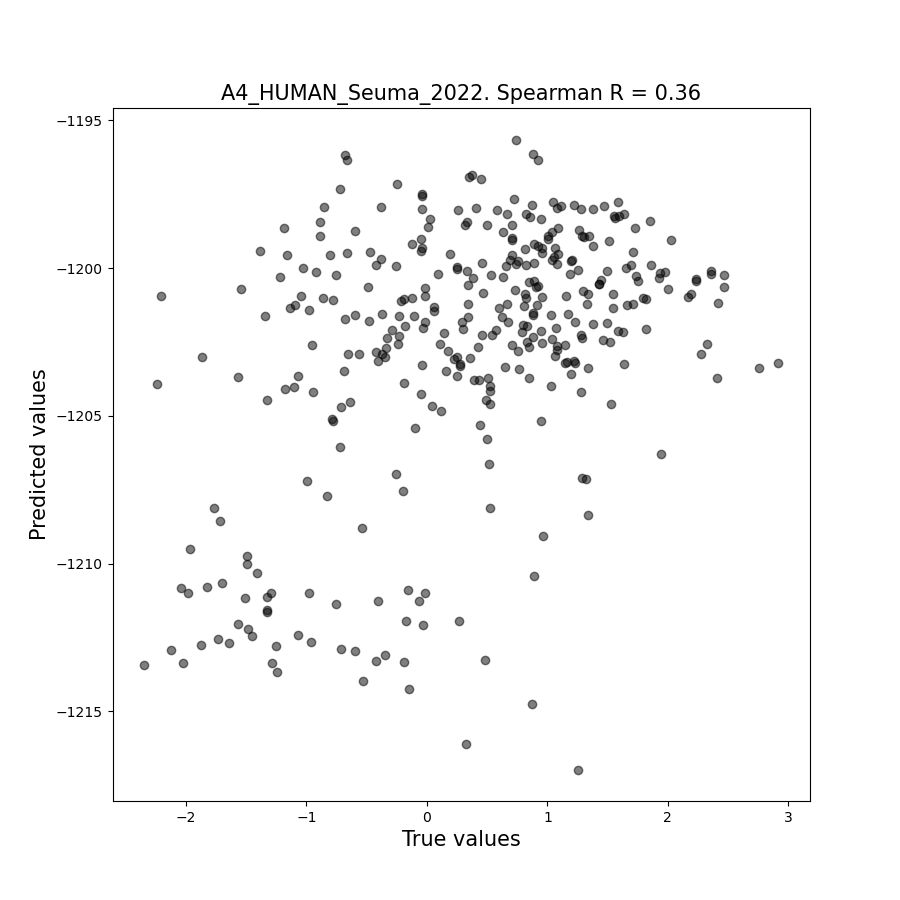 A4_HUMAN_Seuma_2022. Spearman R = 0.36
Predicted values
−1195
−1200
−1205
−1210
−1215
−2 −1 0 1 2 3
True values